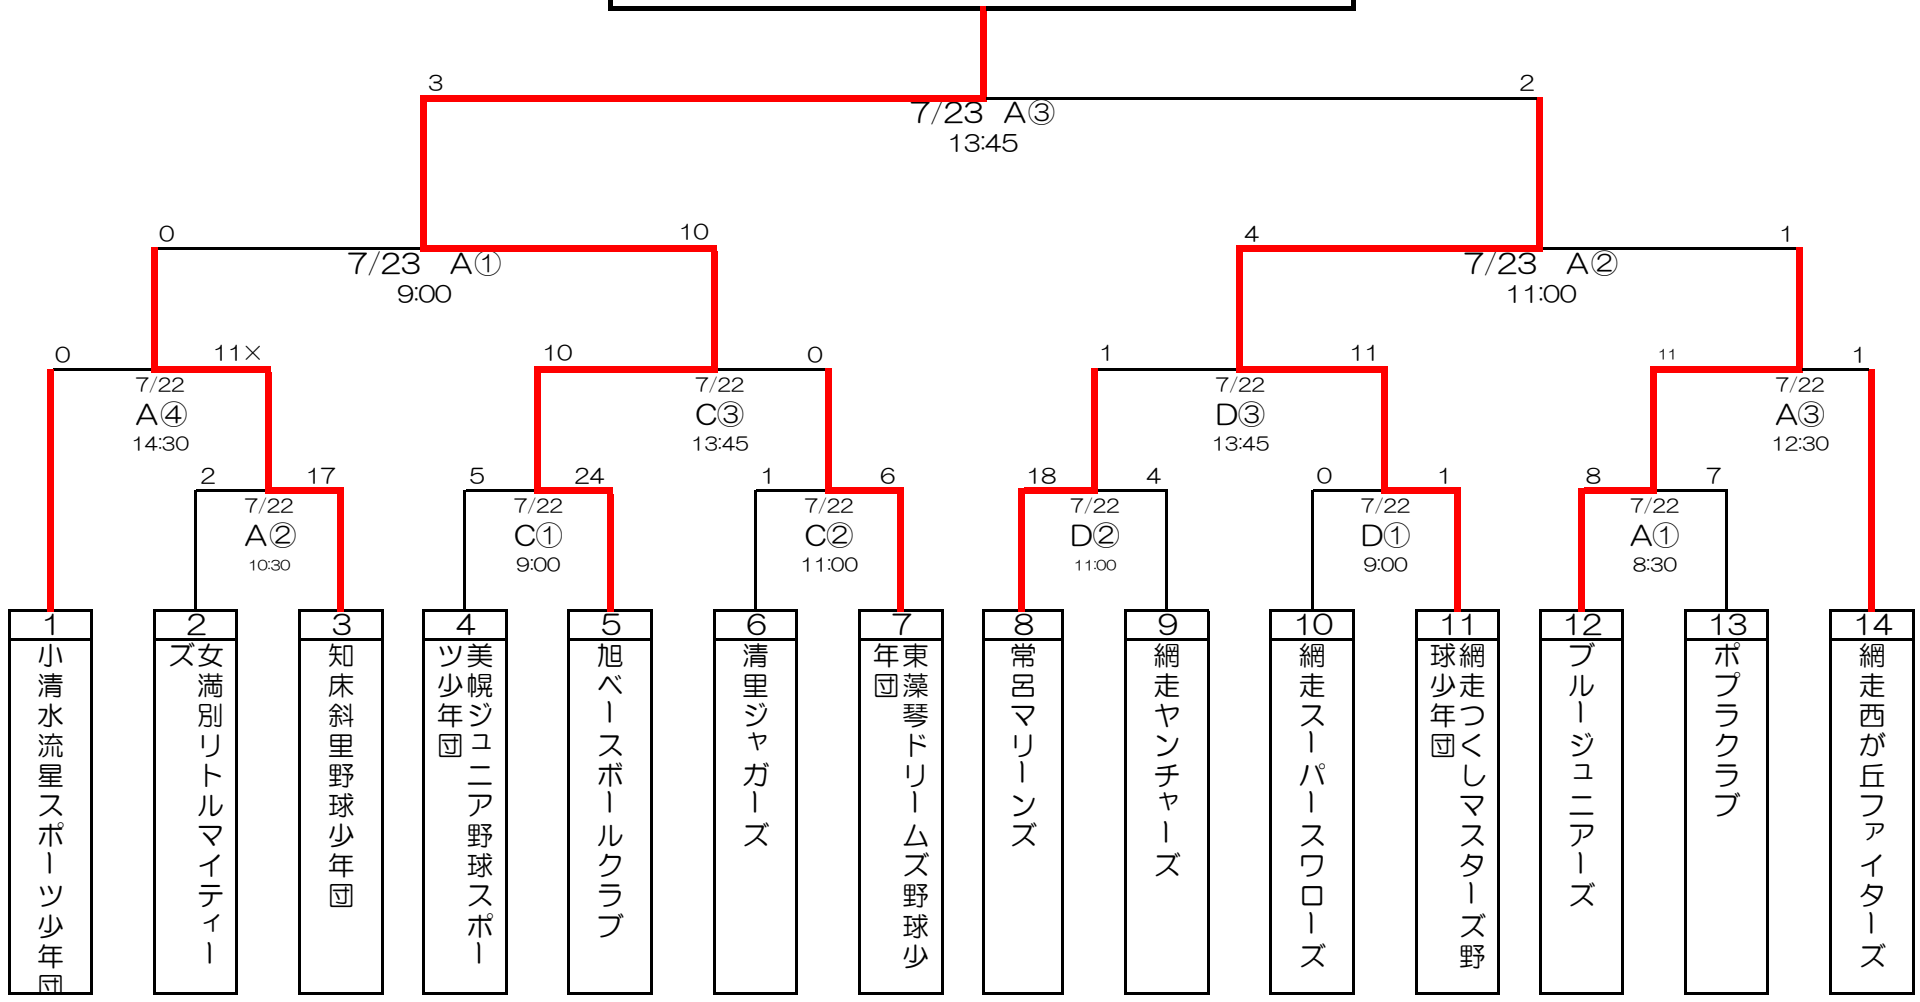 3
2
7/23 A③
13:45
0
10
4
1
7/23 A①
9:00
7/23 A②
11:00
0
11×
10
0
1
11
11
1
7/22
A④
14:30
7/22
C③
13:45
7/22
D③
13:45
7/22
A③
12:30
2
17
5
24
1
6
18
4
0
1
8
7
7/22
A②
10:30
7/22
C①
9:00
7/22
C②
11:00
7/22
D②
11:00
7/22
D①
9:00
7/22
A①
8:30
1
小清水流星スポーツ少年団
2
女満別リトルマイティー
ズ
3
知床斜里野球少年団
4
美幌ジュニア野球スポー
ツ少年団
5
旭ベースボールクラブ
6
清里ジャガーズ
7
東藻琴ドリームズ野球少
年団
8
常呂マリーンズ
9
網走ヤンチャーズ
10
網走スーパースワローズ
11
網走つくしマスターズ野
球少年団
12
ブルージュニアーズ
13
ポプラクラブ
14
網走西が丘ファイターズ